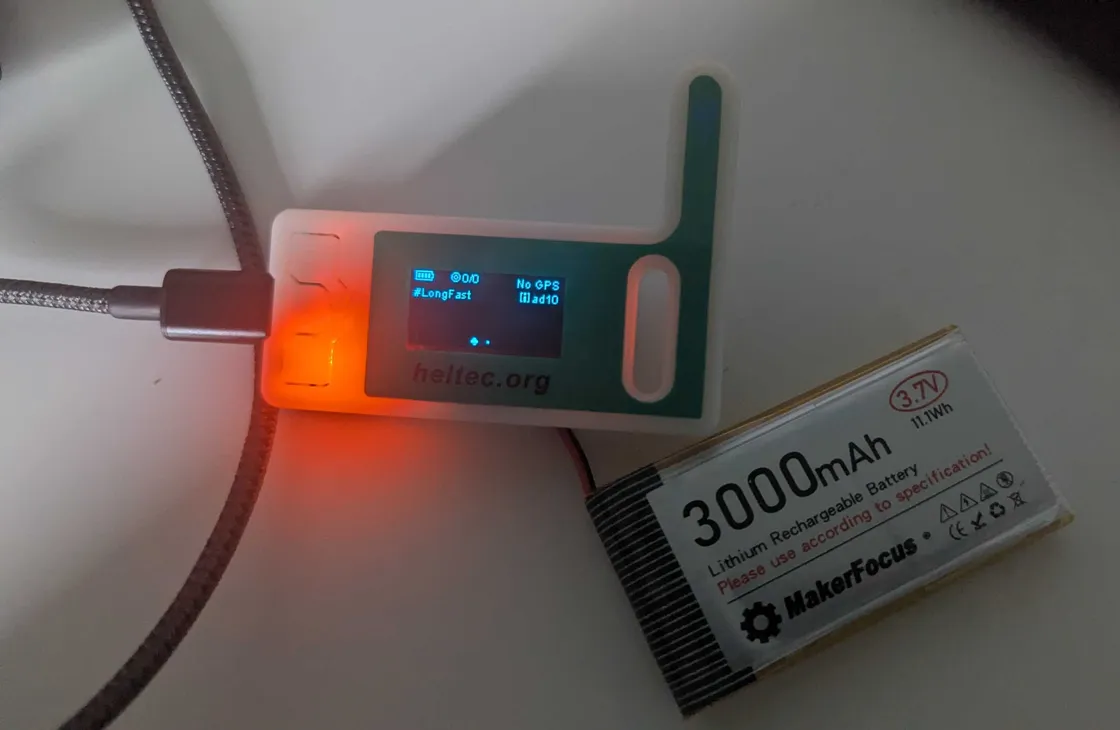 0/0 No GPS
#LongFast ad10
heltec.org
3.7V
11.1Wh
3000mAh
Lithium Rechargeable Battery
Please use according to specification!
MakerFocus
CE